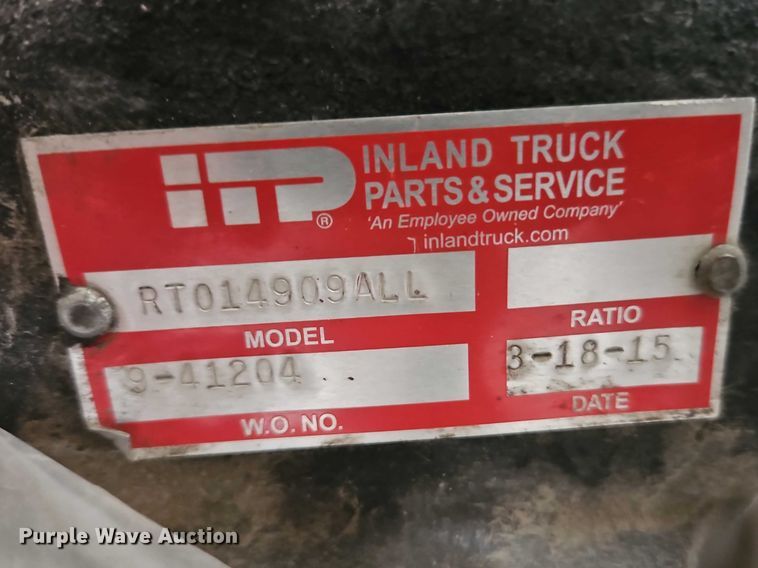 ITP®
INLAND TRUCK
PARTS & SERVICE
'An Employee Owned Company'
inlandtruck.com
RTO14909ALL
MODEL
RATIO
9-41204
W.O. NO.
3-18-15
DATE
Purple Wave Auction